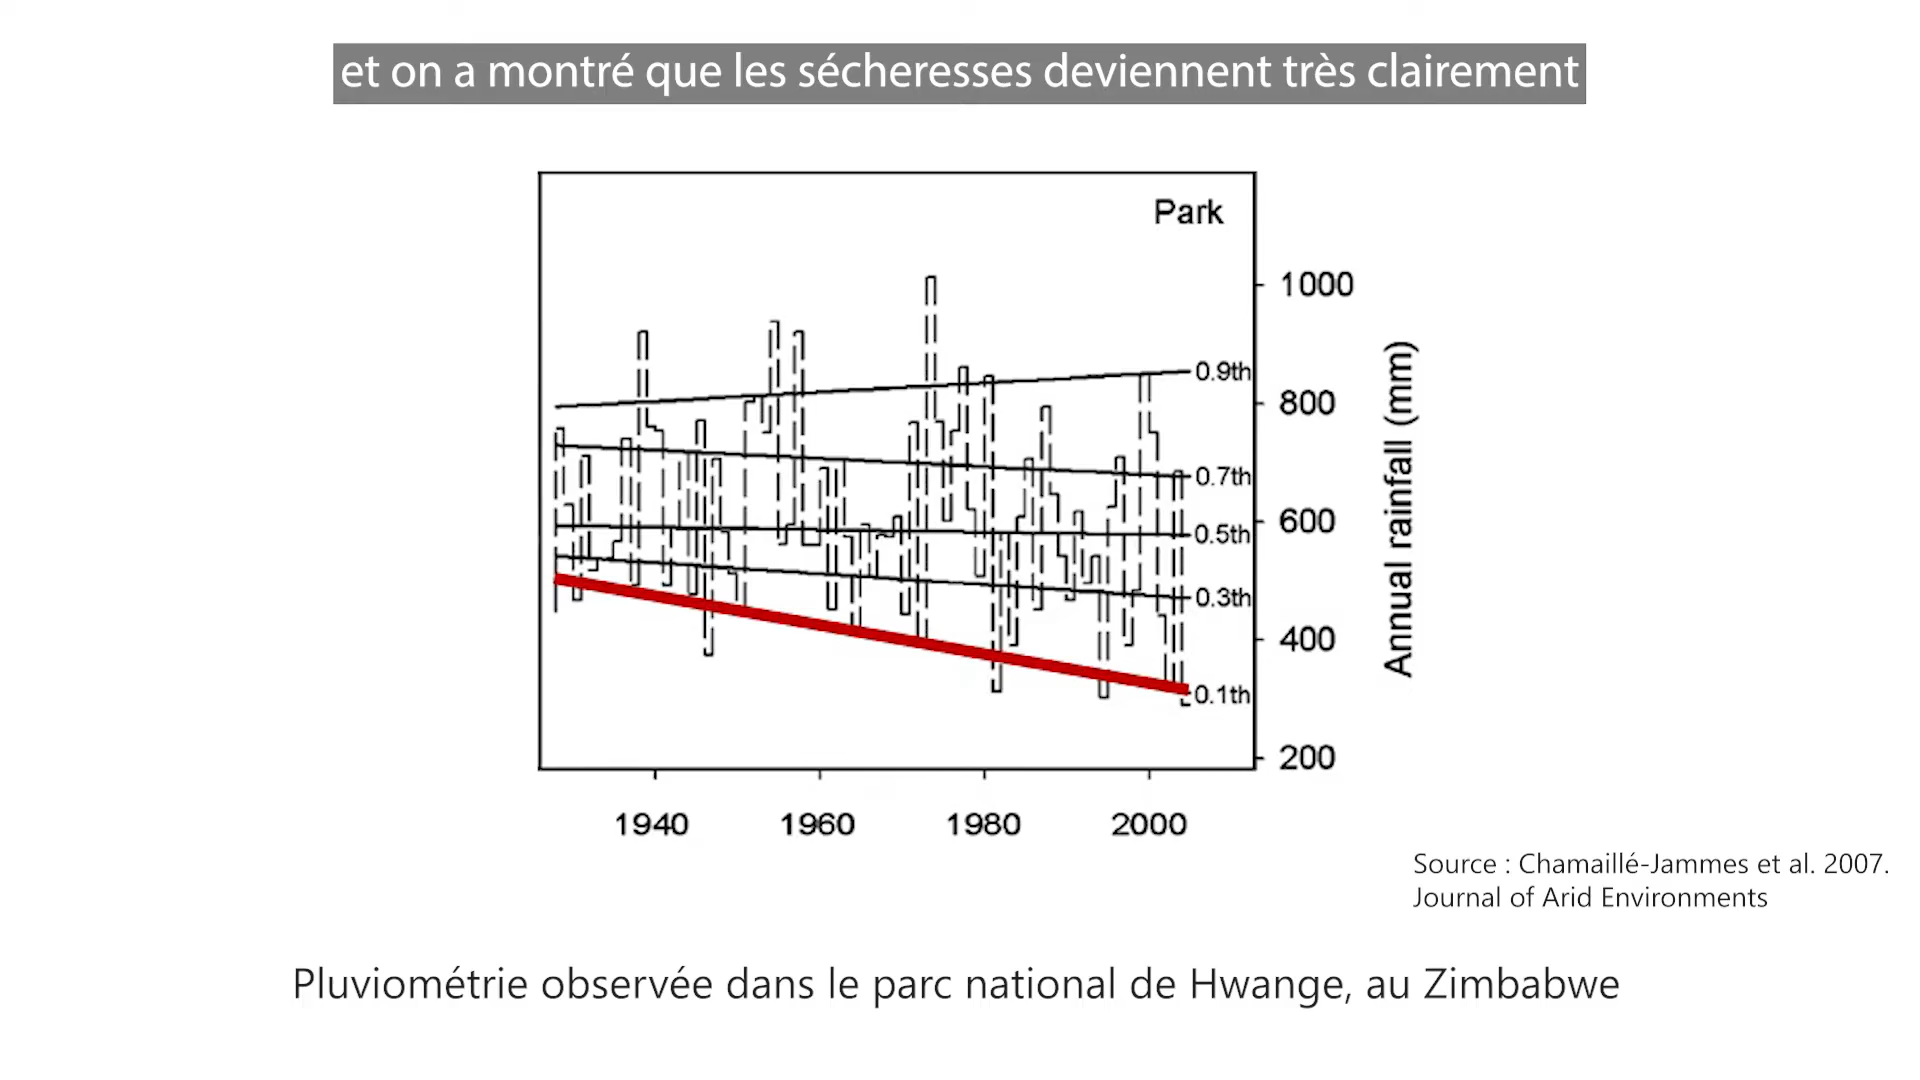 et on a montré que les sécheresses deviennent très clairement
Park
1000
800
600
400
200
Annual rainfall (mm)
0.9th
0.7th
0.5th
0.3th
0.1th
1940 1960 1980 2000
Source : Chamaillé-Jammes et al. 2007.
Journal of Arid Environments
Pluviométrie observée dans le parc national de Hwange, au Zimbabwe